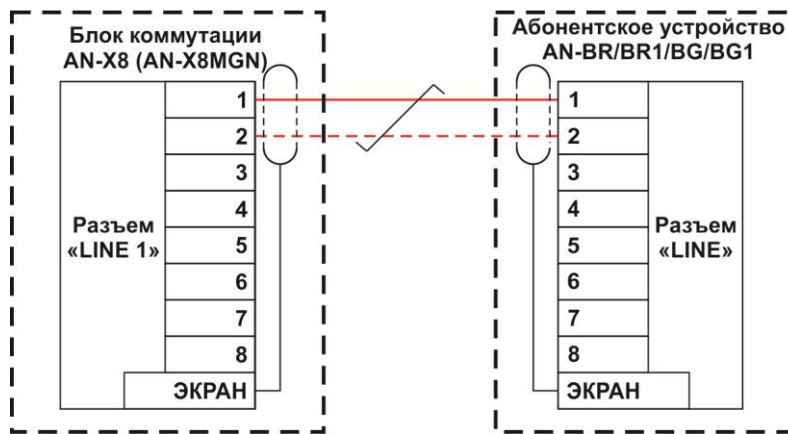 Блок коммутации
AN-X8 (AN-X8MGN)
Разъем
«LINE 1»
1
2
3
4
5
6
7
8
ЭКРАН
Абонентское устройство
AN-BR/BR1/BG/BG1
1
2
3
4
5
6
7
8
ЭКРАН
Разъем
«LINE»